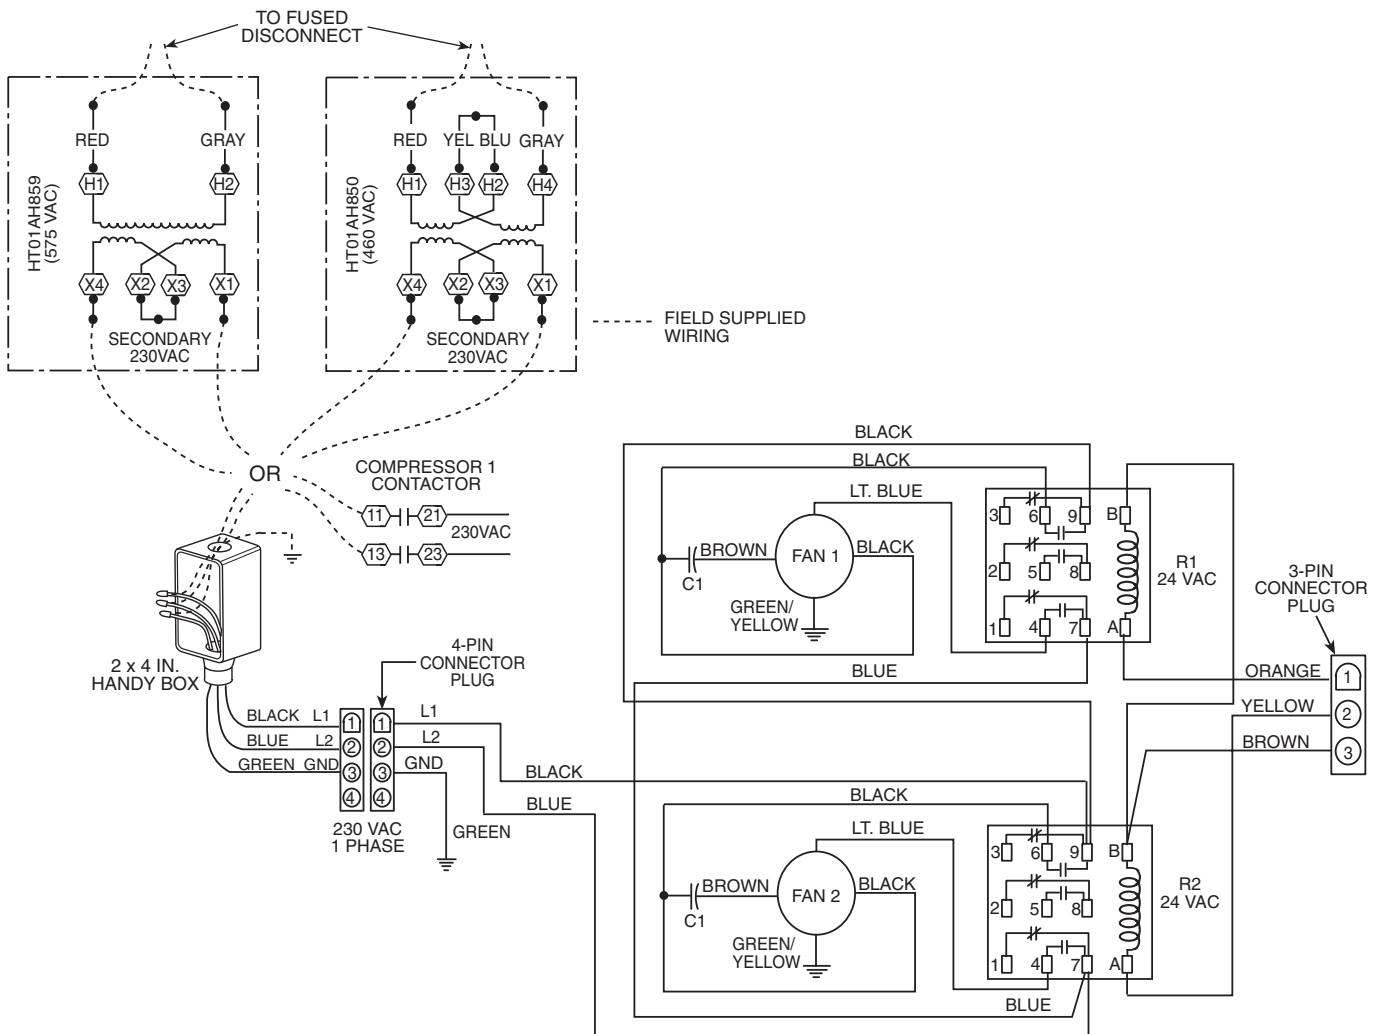 TO FUSED
DISCONNECT
RED
GRAY
H1
H2
HT01AH859
(575 VAC)
X4
X2
X3
X1
SECONDARY
230VAC
RED
YEL
BLU
GRAY
H1
H3
H2
H4
HT01AH850
(460 VAC)
X4
X2
X3
X1
SECONDARY
230VAC
FIELD SUPPLIED
WIRING
OR
COMPRESSOR 1
CONTACTOR
11
21
230VAC
13
23
2 x 4 IN.
HANDY BOX
4-PIN
CONNECTOR
PLUG
BLACK L1
BLUE L2
GREEN GND
1
2
3
4
1
2
3
4
L1
L2
GND
230 VAC
1 PHASE
GREEN
BLACK
BLUE
BLACK
BLACK
LT. BLUE
BROWN
FAN 1
BLACK
C1
GREEN/
YELLOW
BLUE
3
6
9
B
2
5
8
1
4
7
A
R1
24 VAC
3-PIN
CONNECTOR
PLUG
ORANGE
1
YELLOW
2
BROWN
3
BLACK
LT. BLUE
BROWN
FAN 2
BLACK
C1
GREEN/
YELLOW
BLUE
3
6
9
B
2
5
8
1
4
7
A
R2
24 VAC